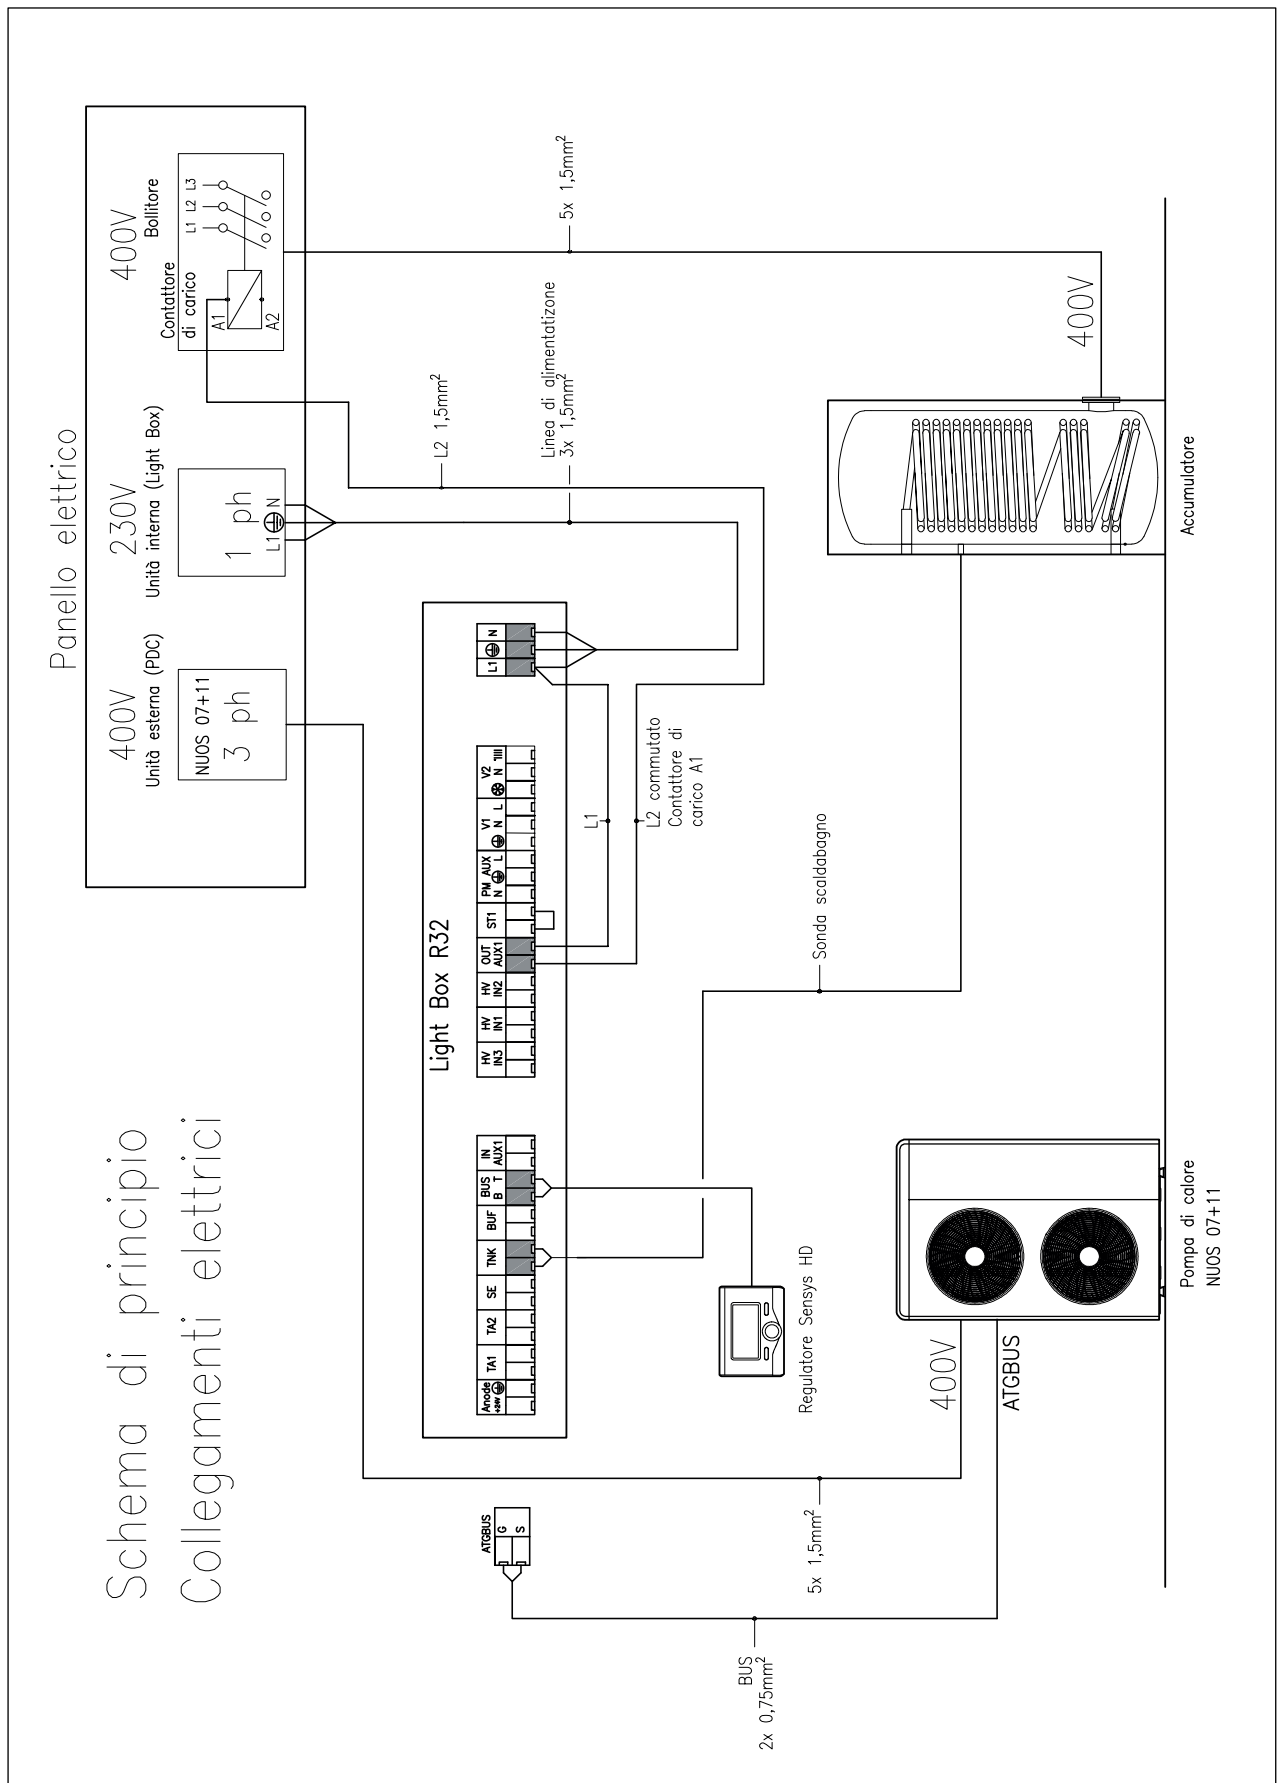 Schema di principio
Collegamenti elettrici
Panello elettrico
400V
Unità esterna (PDC)
NUOS 07+11
3 ph
230V
Unità interna (Light Box)
1 ph
L1 N
400V
Bollitore
Contattore
di carico
L1 L2 L3
A1
A2
Light Box R32
Anode
+24V
TA1
TA2
SE
TNK
BUF
BUS
B T
IN
AUX1
HV
IN3
HV
IN1
HV
IN2
OUT
AUX1
ST1
PM AUX
N L
V1
N L
V2
N
L1 N
ATGBUS
G
S
L1
L2 commutato
Contattore di
carico A1
L2 1,5mm²
Linea di alimentatizone
3x 1,5mm²
5x 1,5mm²
Sonda scaldabagno
Regulatore Sensys HD
BUS
2x 0,75mm²
5x 1,5mm²
400V
ATGBUS
Pompa di calore
NUOS 07+11
400V
Accumulatore